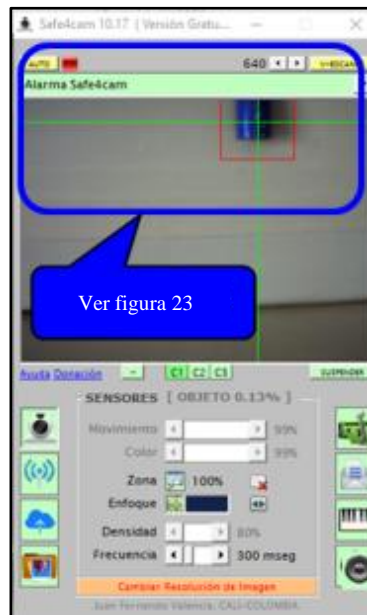 Safe4cam 10.17 ( Versión Gratu...
AUTO
640
Alarma Safe4cam
Ver figura 23
Ayuda Donación
C1 C2 C3
SUSPENDER
SENSORES [ OBJETO 0.13% ]
Movimiento 99%
Color 99%
Zona 100%
Enfoque
Densidad 80%
Frecuencia 300 mseg
Cambiar Resolución de Imagen
Juan Fernando Valencia, CALI-COLOMBIA